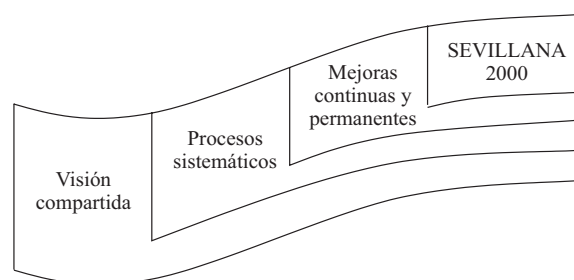 Visión
compartida
Procesos
sistemáticos
Mejoras
continuas y
permanentes
SEVILLANA
2000